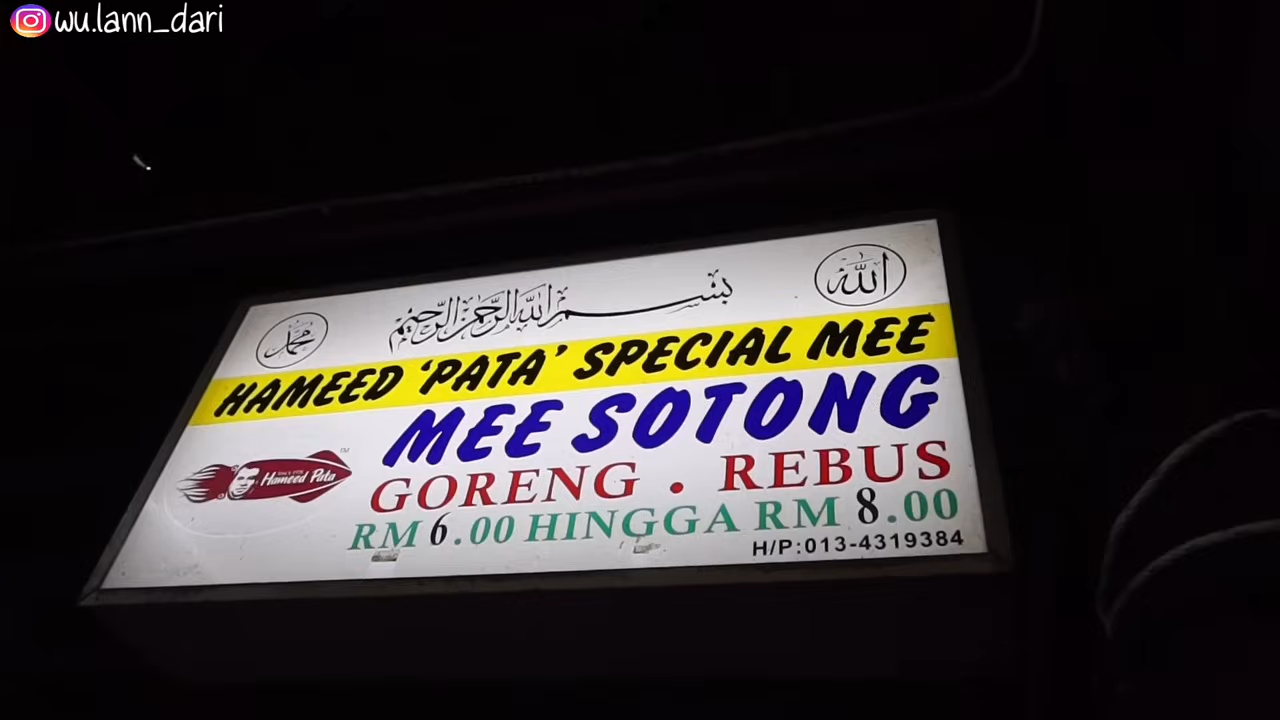 wu.lann_dari
بسم الله الرحمن الرحيم
الله
محمد
HAMEED 'PATA' SPECIAL MEE
MEE SOTONG
Hameed Pata
TM
GORENG . REBUS
RM 6.00 HINGGA RM 8.00
H/P:013-4319384